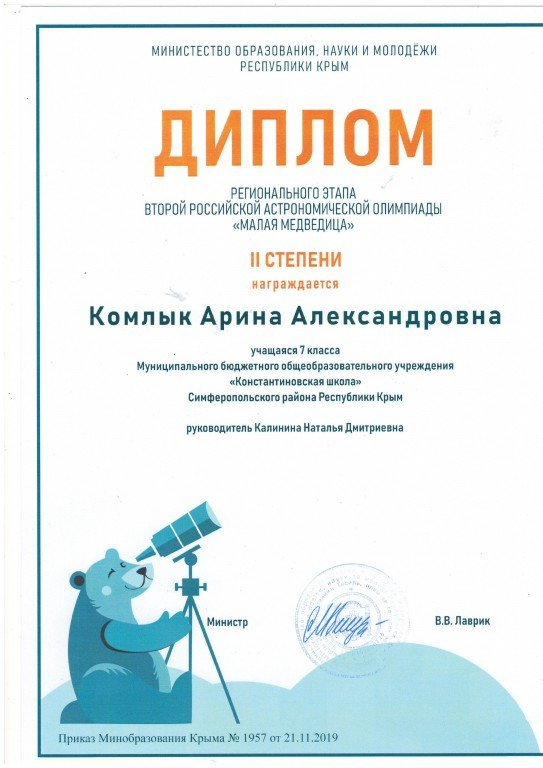 МИНИСТЕСТВО ОБРАЗОВАНИЯ, НАУКИ И МОЛОДЁЖИ
РЕСПУБЛИКИ КРЫМ
ДИПЛОМ
РЕГИОНАЛЬНОГО ЭТАПА
ВТОРОЙ РОССИЙСКОЙ АСТРОНОМИЧЕСКОЙ ОЛИМПИАДЫ
«МАЛАЯ МЕДВЕДИЦА»
II СТЕПЕНИ
награждается
Комлык Арина Александровна
учащаяся 7 класса
Муниципального бюджетного общеобразовательного учреждения
«Константиновская школа»
Симферопольского района Республики Крым
руководитель Калинина Наталья Дмитриевна
Министр
В.В. Лаврик
Приказ Минобразования Крыма № 1957 от 21.11.2019